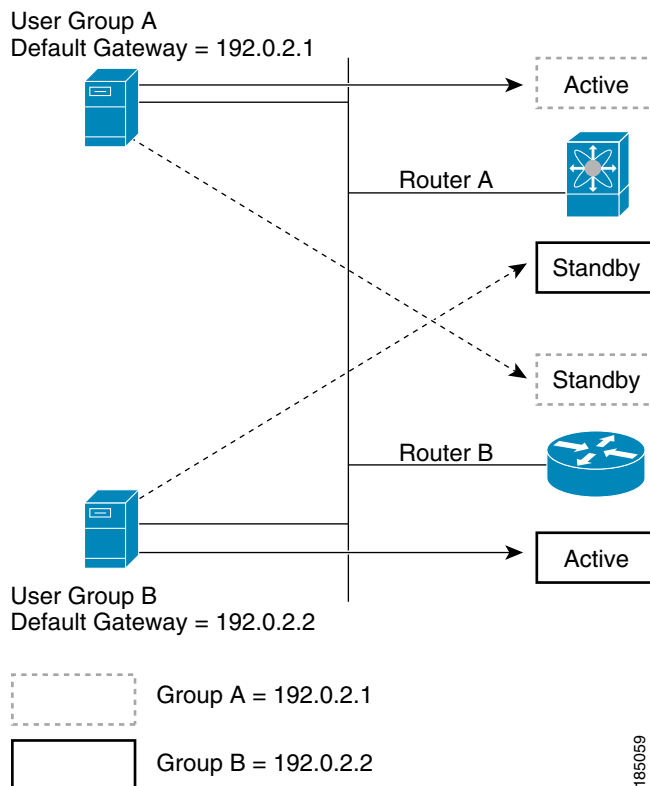 User Group A
Default Gateway = 192.0.2.1
Active
Router A
Standby
Standby
Router B
Active
User Group B
Default Gateway = 192.0.2.2
Group A = 192.0.2.1
Group B = 192.0.2.2
185059